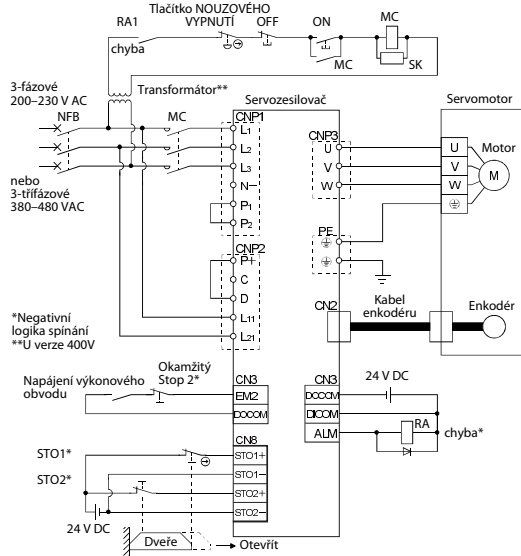 Tlačítko NOUZOVÉHO
RA1 VYPNUTÍ OFF ON MC
chyba
MC SK
3-fázové
200–230 V AC
Transformátor**
NFB MC
nebo
3-třífázové
380–480 VAC
Servozesilovač
Servomotor
CNP1
L1
L2
L3
N−
P1
P2
CNP3
U
V
W
U
V
W
Motor
M
CNP2
P+
C
D
L11
L21
PE
CN2
Kabel
enkodéru
Enkodér
*Negativní
logika spínání
**U verze 400V
Napájení výkonového
obvodu
Okamžitý
Stop 2*
CN3
EM2
DOCOM
CN3
DOCOM
DICOM
ALM
24 V DC
RA
chyba*
CN8
STO1+
STO1−
STO2+
STO2−
STO1*
STO2*
24 V DC
Dveře
Otevřít